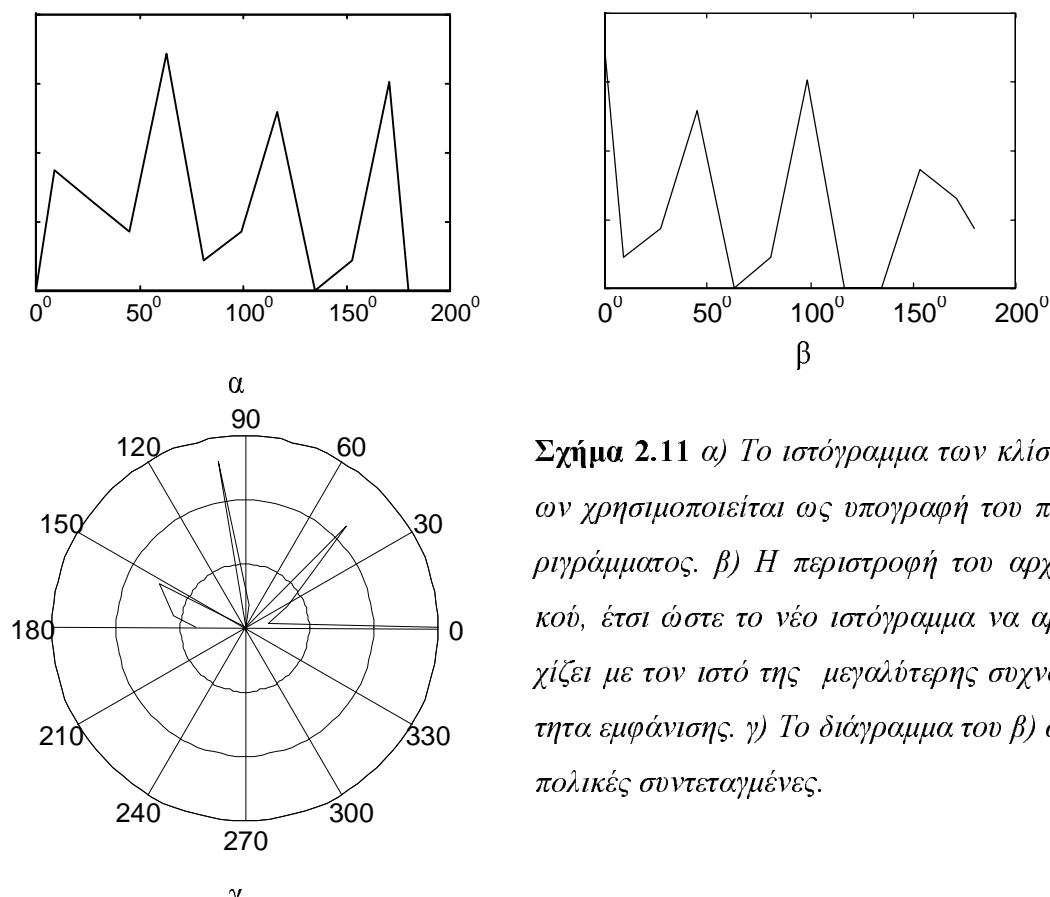 0⁰ 50⁰ 100⁰ 150⁰ 200⁰
α
0⁰ 50⁰ 100⁰ 150⁰ 200⁰
β
90
120 60
150 30
180 0
210 330
240 300
270
γ
Σχήμα 2.11 α) Το ιστόγραμμα των κλίσ
ων χρησιμοποιείται ως υπογραφή του π
ριγράμματος. β) Η περιστροφή του αρχ
κού, έτσι ώστε το νέο ιστόγραμμα να αρ
χίζει με τον ιστό της μεγαλύτερης συχνο
τητα εμφάνισης. γ) Το διάγραμμα του β) σ
πολικές συντεταγμένες.